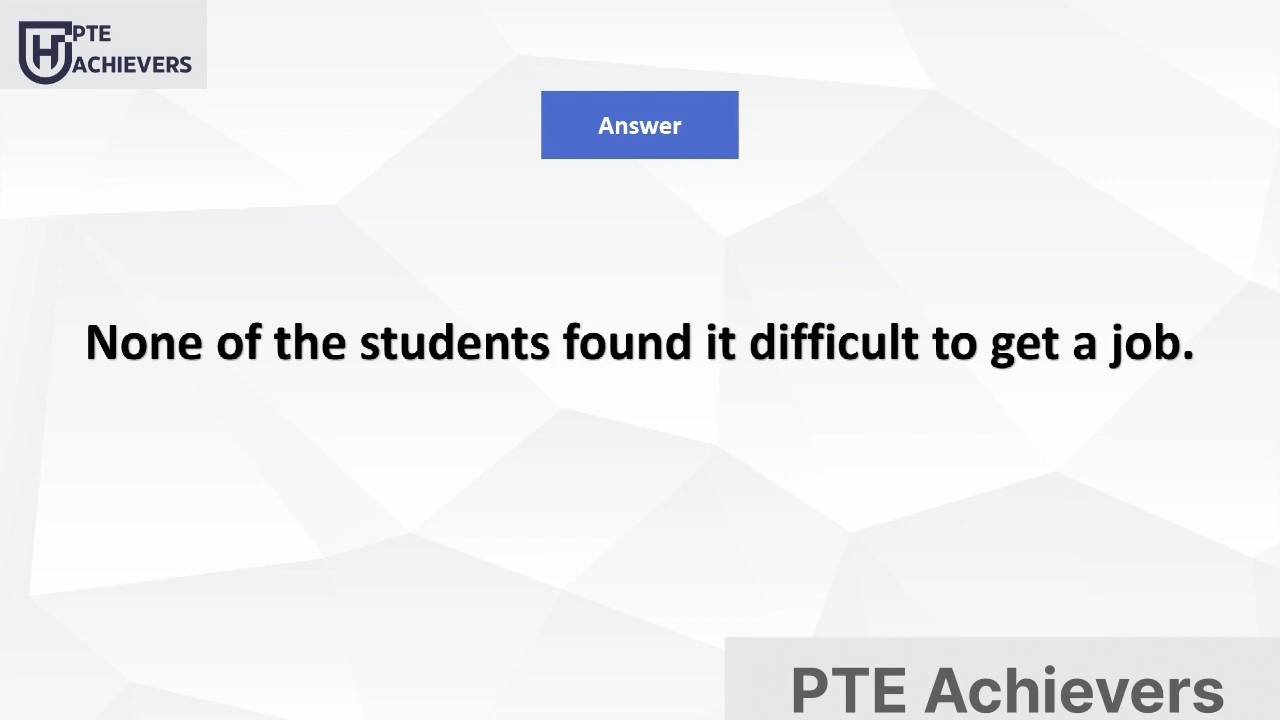 PTE
ACHIEVERS
Answer
None of the students found it difficult to get a job.
PTE Achievers